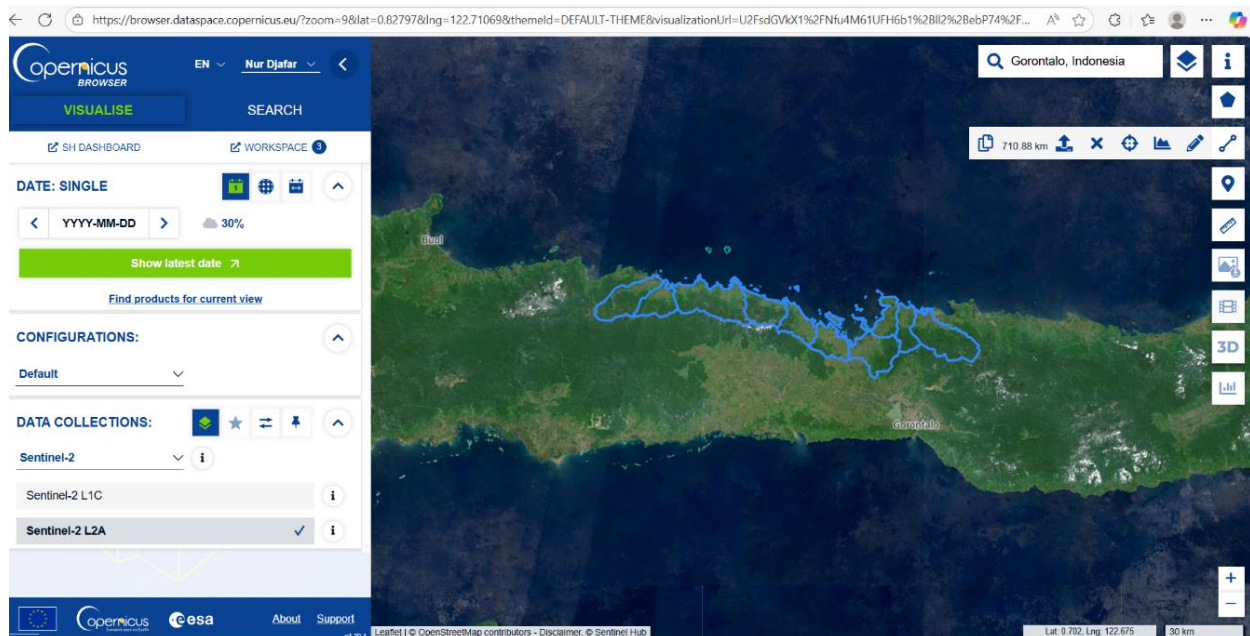 https://browser.dataspace.copernicus.eu/?zoom=9&lat=0.82797&lng=122.71069&themeId=DEFAULT-THEME&visualizationUrl=U2FsdGVkX1%2FNfu4M61UFH6b1%2BIl2%2BebP74%2F...
Copernicus
BROWSER
EN
Nur Djafar
VISUALISE
SEARCH
SH DASHBOARD
WORKSPACE 3
DATE: SINGLE
1
YYYY-MM-DD
30%
Show latest date
Find products for current view
CONFIGURATIONS:
Default
DATA COLLECTIONS:
Sentinel-2
i
Sentinel-2 L1C
i
Sentinel-2 L2A
i
Copernicus
esa
About
Support
Gorontalo, Indonesia
i
710.88 km
3D
Buol
Gorontalo
+
−
Leaflet | © OpenStreetMap contributors - Disclaimer, © Sentinel Hub
Lat: 0.702, Lng: 122.675
30 km